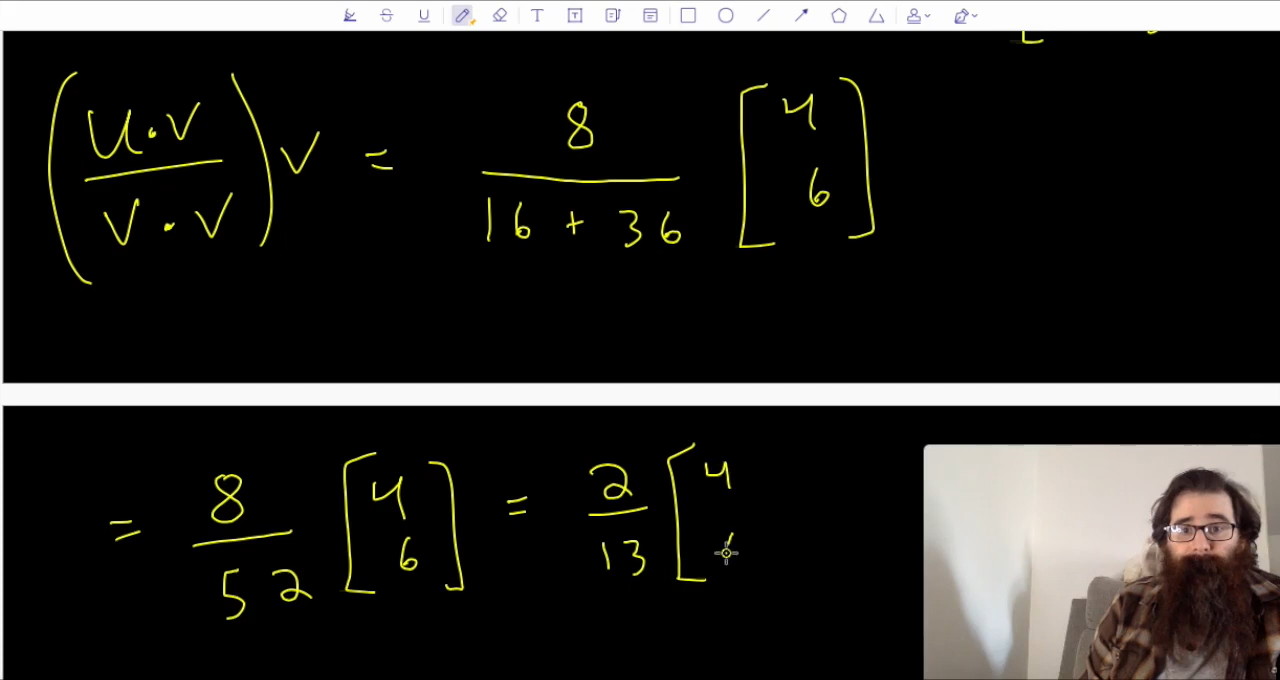 (u·v / v·v) v = 8 / (16 + 36) [4 6]
= 8/52 [4 6] = 2/13 [4